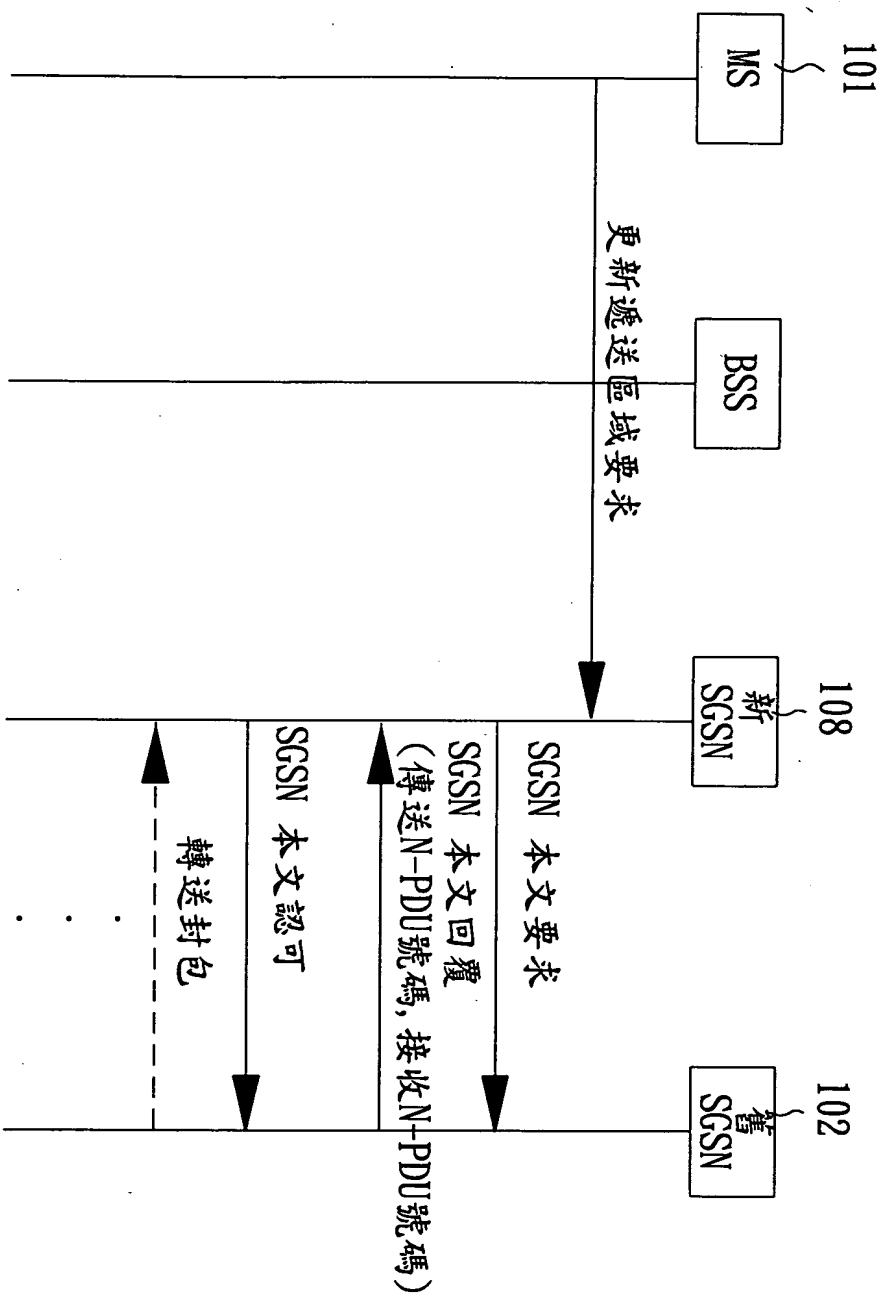 101
MS
BSS
108
新
SGSN
102
舊
SGSN
更新遞送區域要求
SGSN 本文要求
SGSN 本文回覆
(傳送N-PDU號碼,接收N-PDU號碼)
SGSN 本文認可
轉送封包